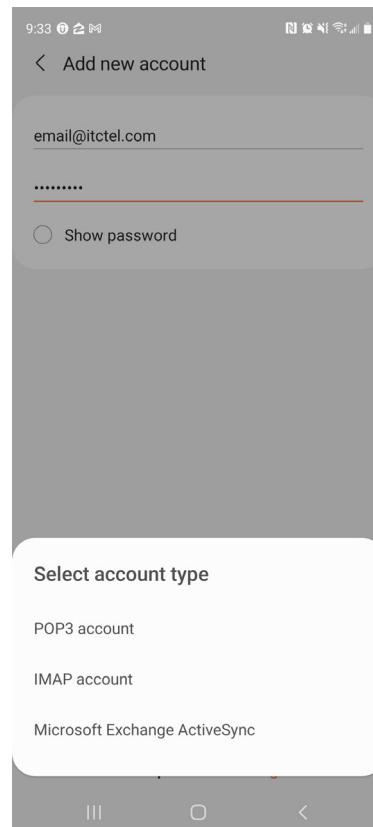 9:33
Add new account
email@itctel.com
•••••••••
Show password
Select account type
POP3 account
IMAP account
Microsoft Exchange ActiveSync